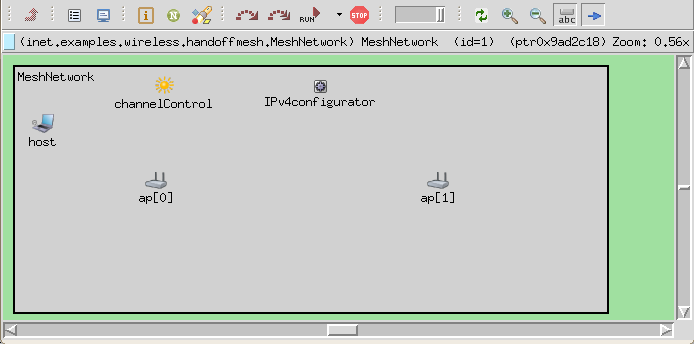 RUN
STOP
abc
(inet.examples.wireless.handoffmesh.MeshNetwork) MeshNetwork (id=1) (ptr0x9ad2c18) Zoom: 0.56x
MeshNetwork
channelControl
IPv4configurator
host
ap[0]
ap[1]